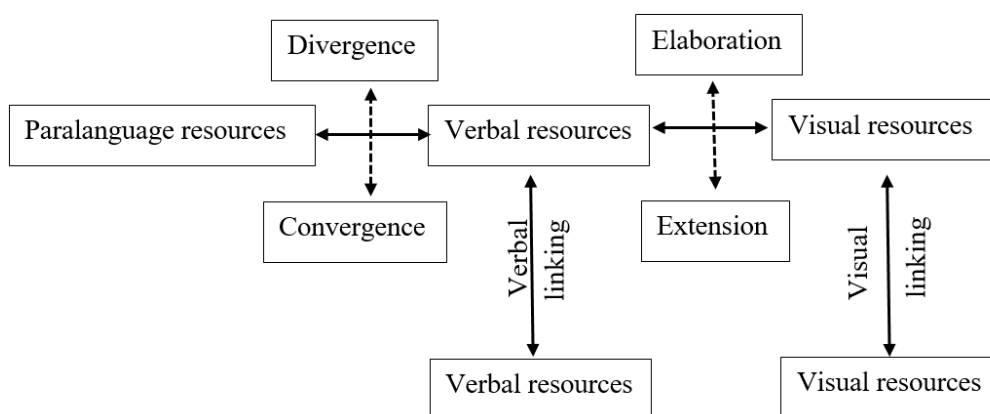 Divergence
Elaboration
Paralanguage resources
Verbal resources
Visual resources
Convergence
Extension
Verbal
linking
Visual
linking
Verbal resources
Visual resources